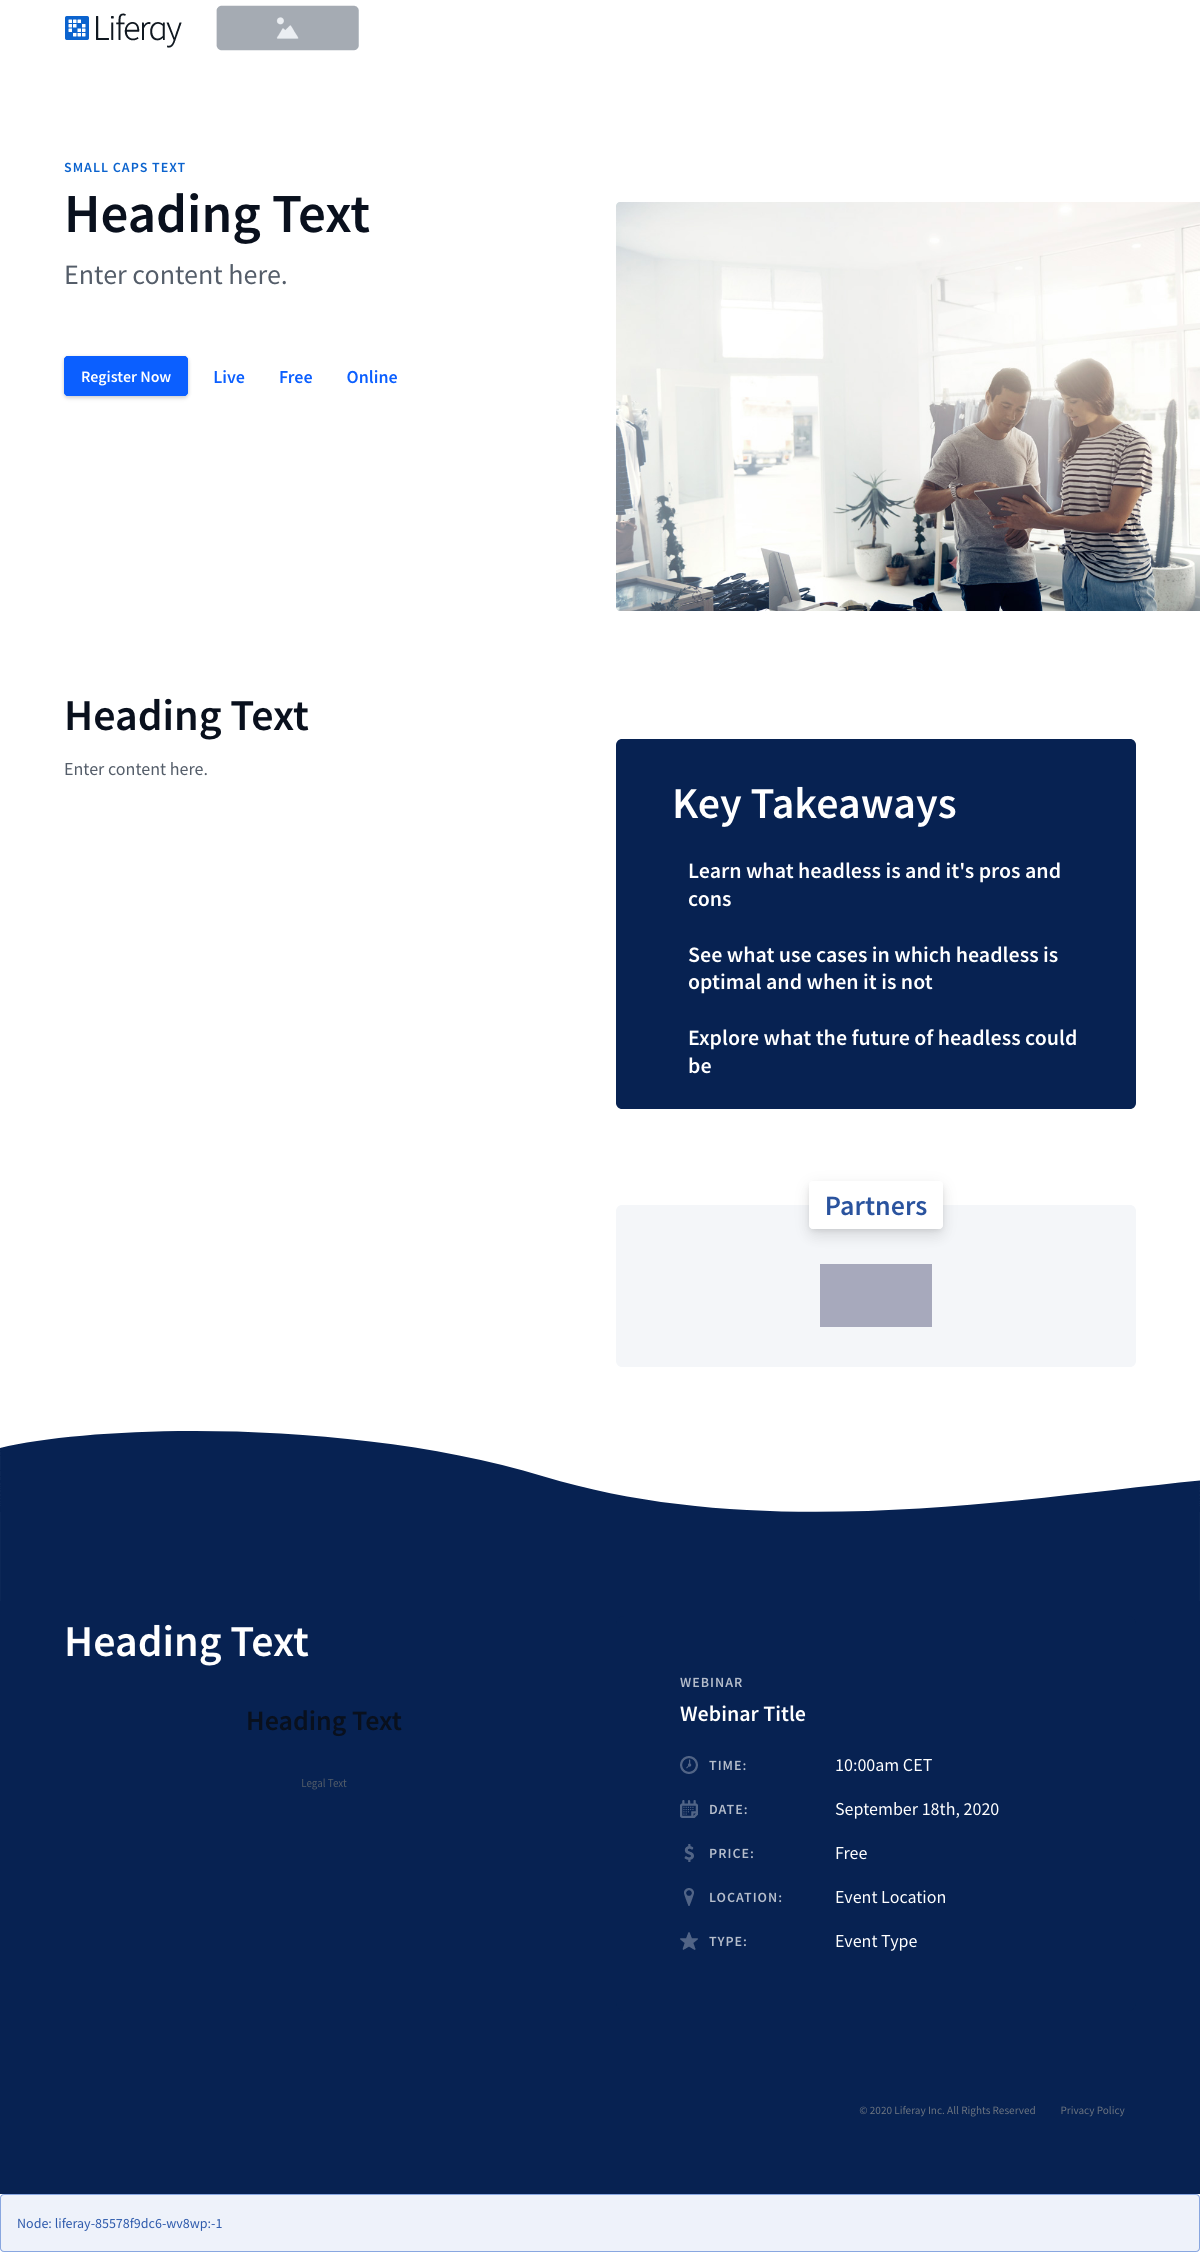 Liferay
SMALL CAPS TEXT
Heading Text
Enter content here.
Register Now
Live
Free
Online
Heading Text
Enter content here.
Key Takeaways
Learn what headless is and it's pros and
cons
See what use cases in which headless is
optimal and when it is not
Explore what the future of headless could
be
Partners
Heading Text
Heading Text
Legal Text
WEBINAR
Webinar Title
TIME: 10:00am CET
DATE: September 18th, 2020
PRICE: Free
LOCATION: Event Location
TYPE: Event Type
© 2020 Liferay Inc. All Rights Reserved Privacy Policy
Node: liferay-85578f9dc6-wv8wp:-1